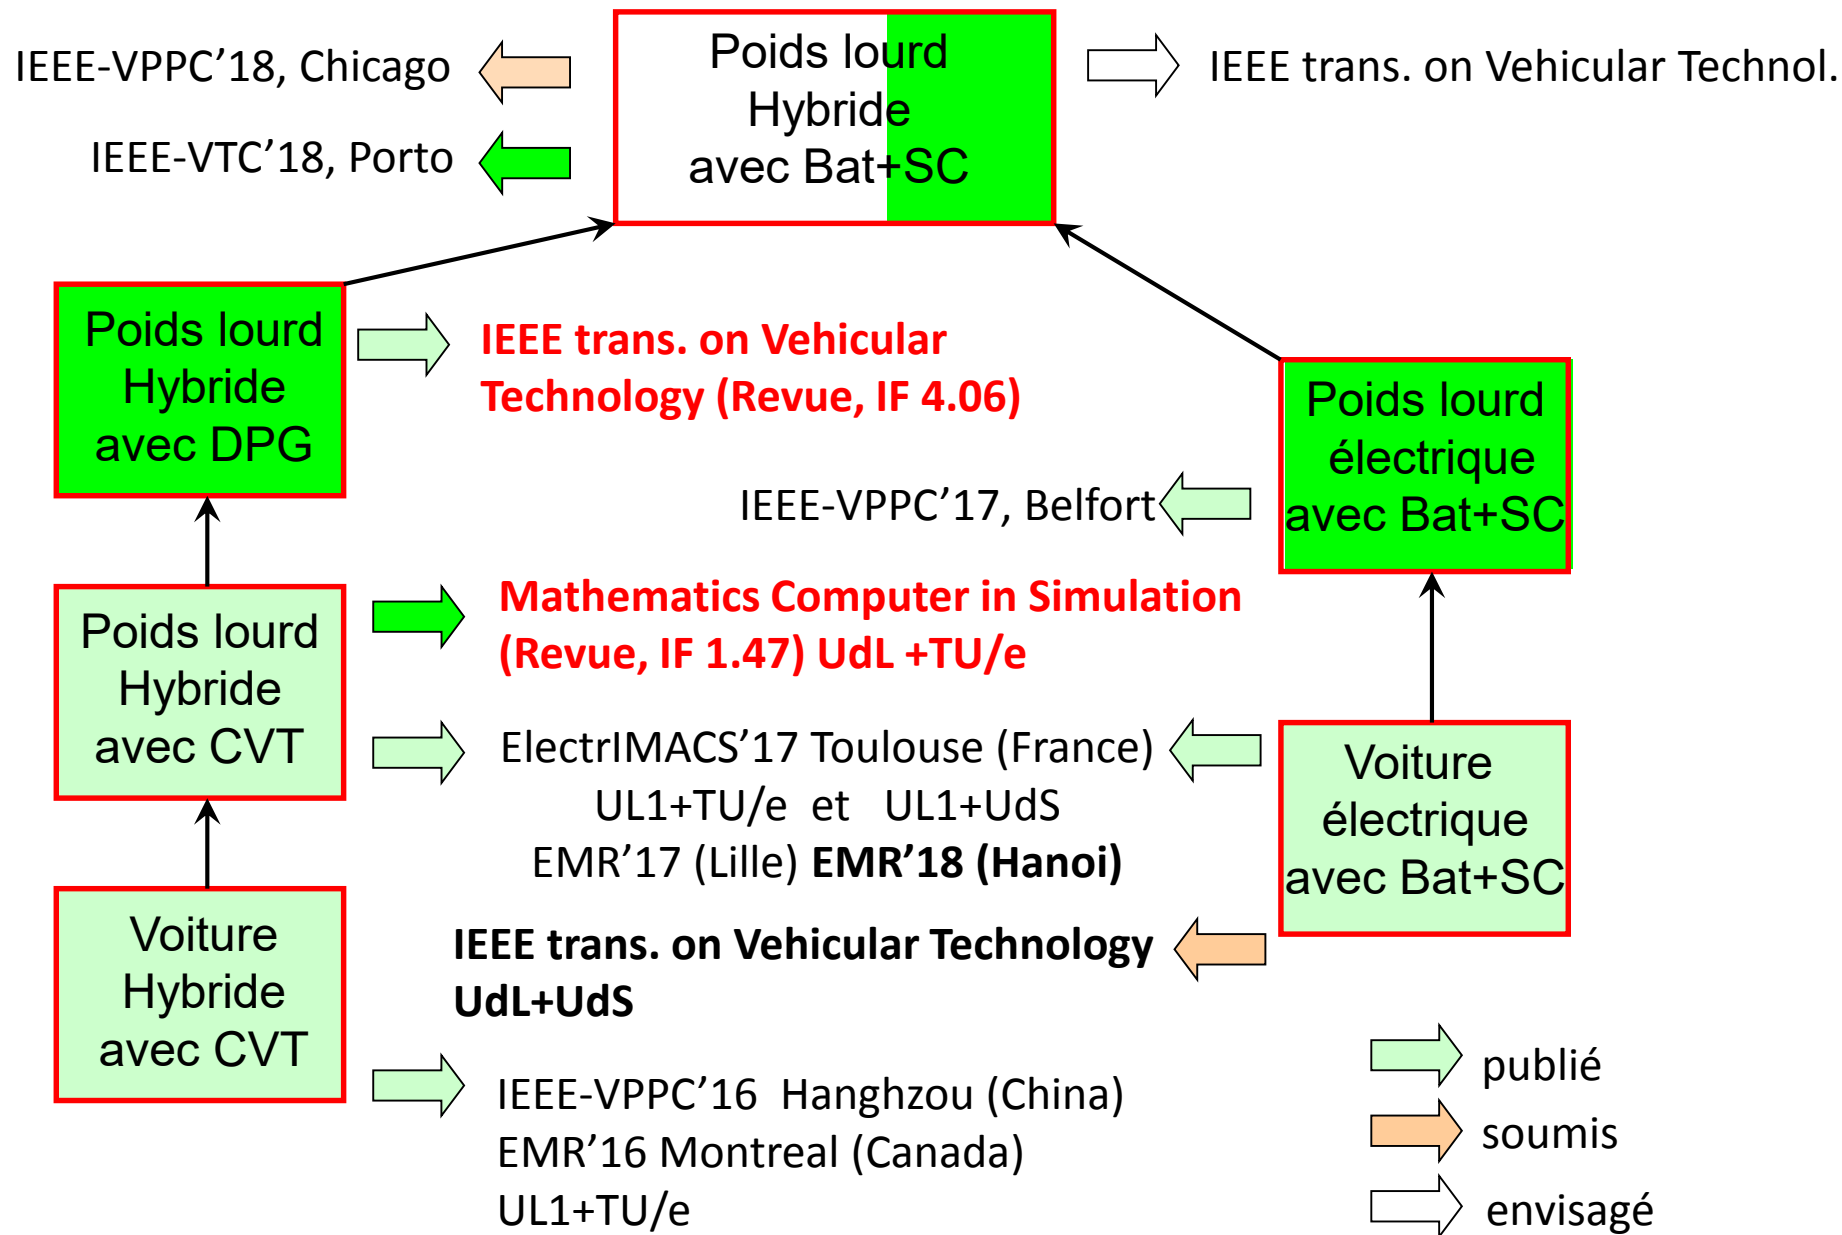 IEEE-VPPC’18, Chicago
IEEE-VTC’18, Porto
Poids lourd
Hybride
avec Bat+SC
IEEE trans. on Vehicular Technol.
Poids lourd
Hybride
avec DPG
IEEE trans. on Vehicular
Technology (Revue, IF 4.06)
Poids lourd
électrique
avec Bat+SC
IEEE-VPPC’17, Belfort
Poids lourd
Hybride
avec CVT
Mathematics Computer in Simulation
(Revue, IF 1.47) UdL +TU/e
ElectrIMACS’17 Toulouse (France)
UL1+TU/e et UL1+UdS
EMR’17 (Lille) EMR’18 (Hanoi)
Voiture
électrique
avec Bat+SC
Voiture
Hybride
avec CVT
IEEE trans. on Vehicular Technology
UdL+UdS
IEEE-VPPC’16 Hanghzou (China)
EMR’16 Montreal (Canada)
UL1+TU/e
publié
soumis
envisagé